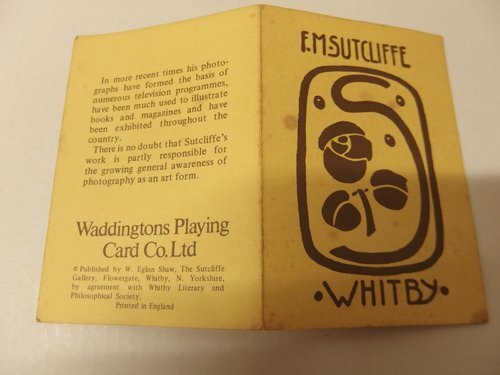 In more recent times his photo-
graphs have formed the basis of
numerous television programmes,
have been much used to illustrate
books and magazines and have
been exhibited throughout the
country.
There is no doubt that Sutcliffe's
work is partly responsible for
the growing general awareness of
photography as an art form.
Waddingtons Playing
Card Co. Ltd
© Published by W. Eglon Shaw, The Sutcliffe
Gallery, Flowergate, Whitby, N. Yorkshire,
by agreement with Whitby Literary and
Philosophical Society.
Printed in England
F.M SUTCLIFFE
·WHITBY·